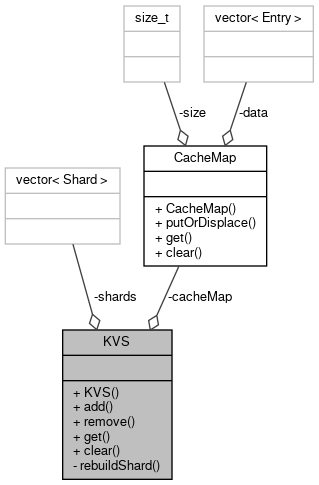 size_t
vector< Entry >
-size
-data
CacheMap
+ CacheMap()
+ putOrDisplace()
+ get()
+ clear()
vector< Shard >
-shards
-cacheMap
KVS
+ KVS()
+ add()
+ remove()
+ get()
+ clear()
- rebuildShard()